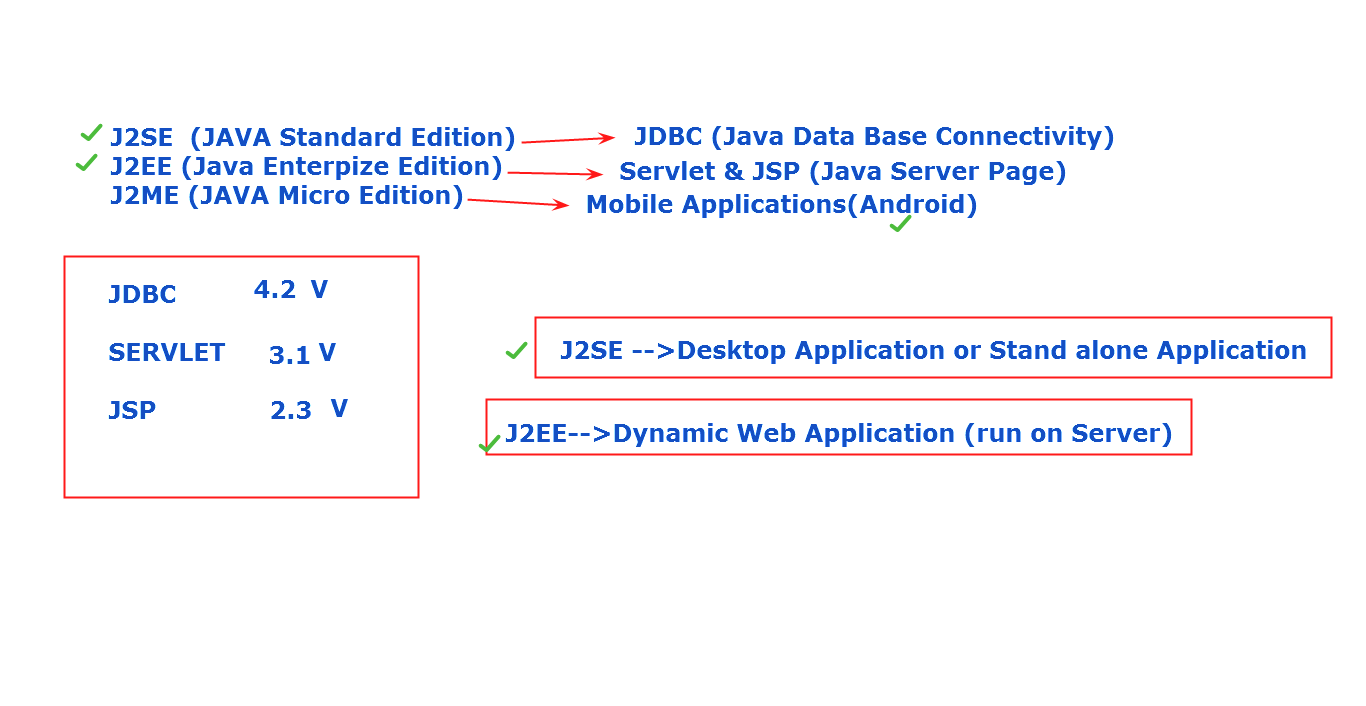 J2SE (JAVA Standard Edition) JDBC (Java Data Base Connectivity)
J2EE (Java Enterpize Edition) Servlet & JSP (Java Server Page)
J2ME (JAVA Micro Edition) Mobile Applications(Android)
JDBC 4.2 V
SERVLET 3.1 V
JSP 2.3 V
J2SE -->Desktop Application or Stand alone Application
J2EE-->Dynamic Web Application (run on Server)